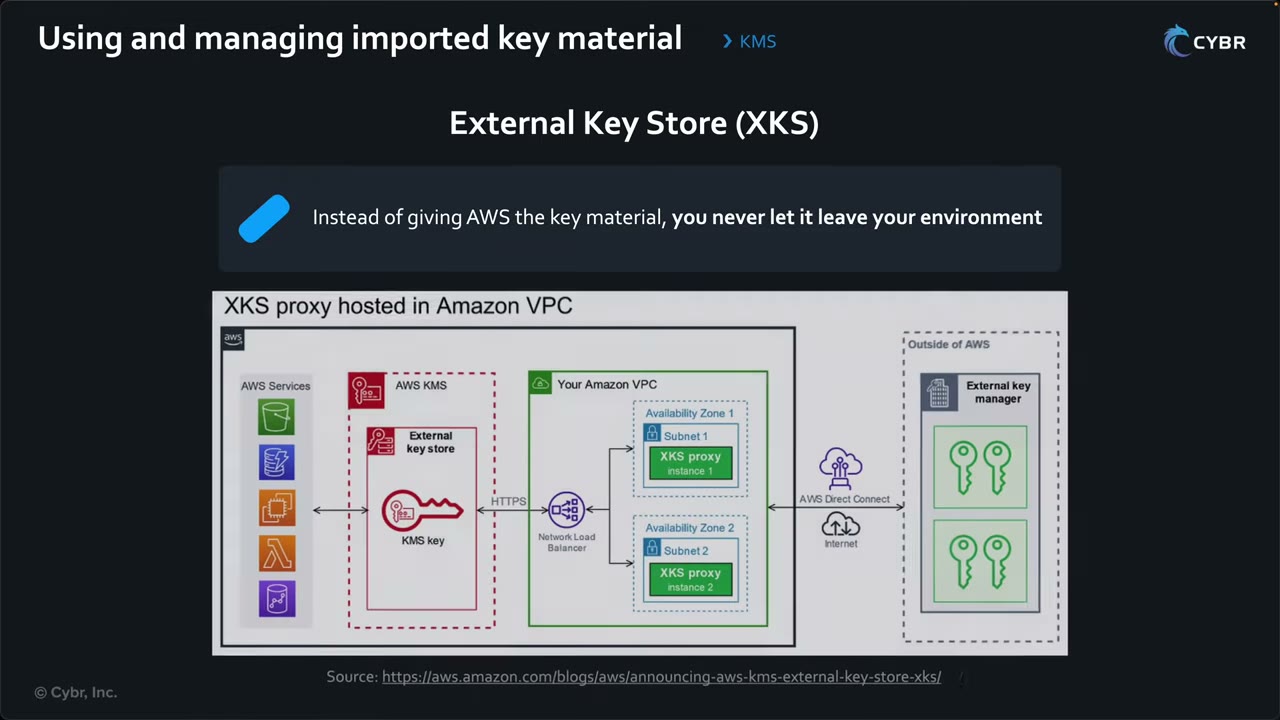 Using and managing imported key material
❯ KMS
CYBR
External Key Store (XKS)
Instead of giving AWS the key material, you never let it leave your environment
XKS proxy hosted in Amazon VPC
aws
Outside of AWS
AWS Services
AWS KMS
Your Amazon VPC
External key
manager
External
key store
Availability Zone 1
Subnet 1
XKS proxy
instance 1
HTTPS
AWS Direct Connect
KMS key
Network Load
Balancer
Availability Zone 2
Internet
Subnet 2
XKS proxy
instance 2
Source: https://aws.amazon.com/blogs/aws/announcing-aws-kms-external-key-store-xks/
© Cybr, Inc.